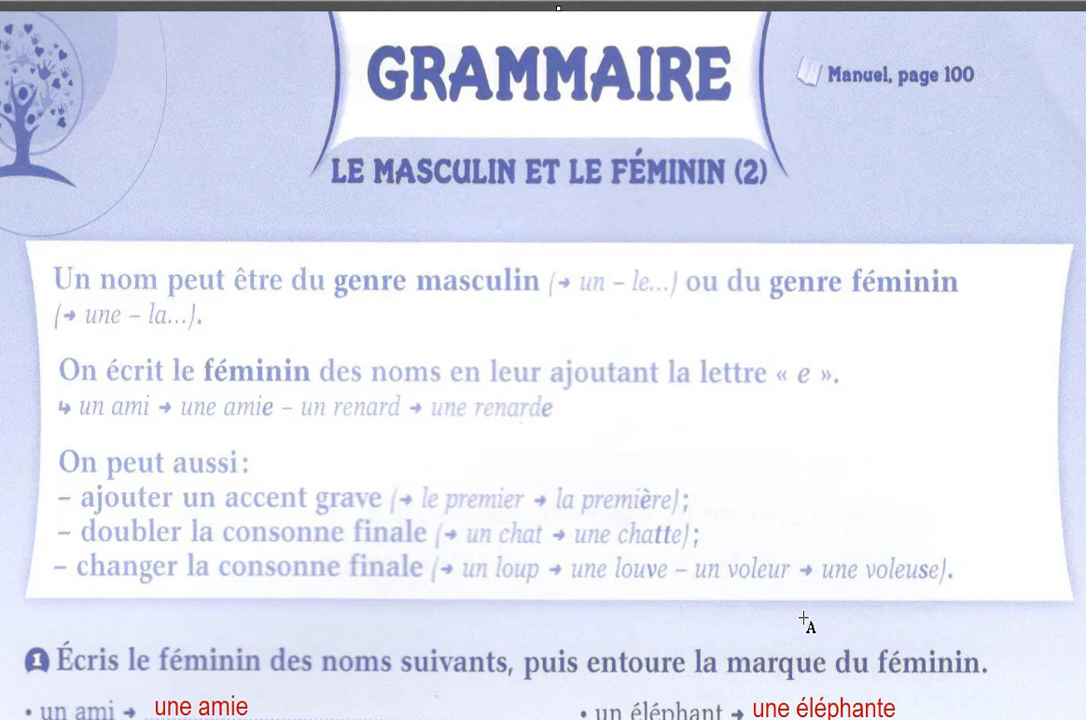 GRAMMAIRE
Manuel, page 100
LE MASCULIN ET LE FÉMININ (2)
Un nom peut être du genre masculin (→ un – le...) ou du genre féminin
(→ une – la...).
On écrit le féminin des noms en leur ajoutant la lettre « e ».
↳ un ami → une amie – un renard → une renarde
On peut aussi :
– ajouter un accent grave (→ le premier → la première) ;
– doubler la consonne finale (→ un chat → une chatte) ;
– changer la consonne finale (→ un loup → une louve – un voleur → une voleuse).
1 Écris le féminin des noms suivants, puis entoure la marque du féminin.
• un ami → une amie
• un éléphant → une éléphante